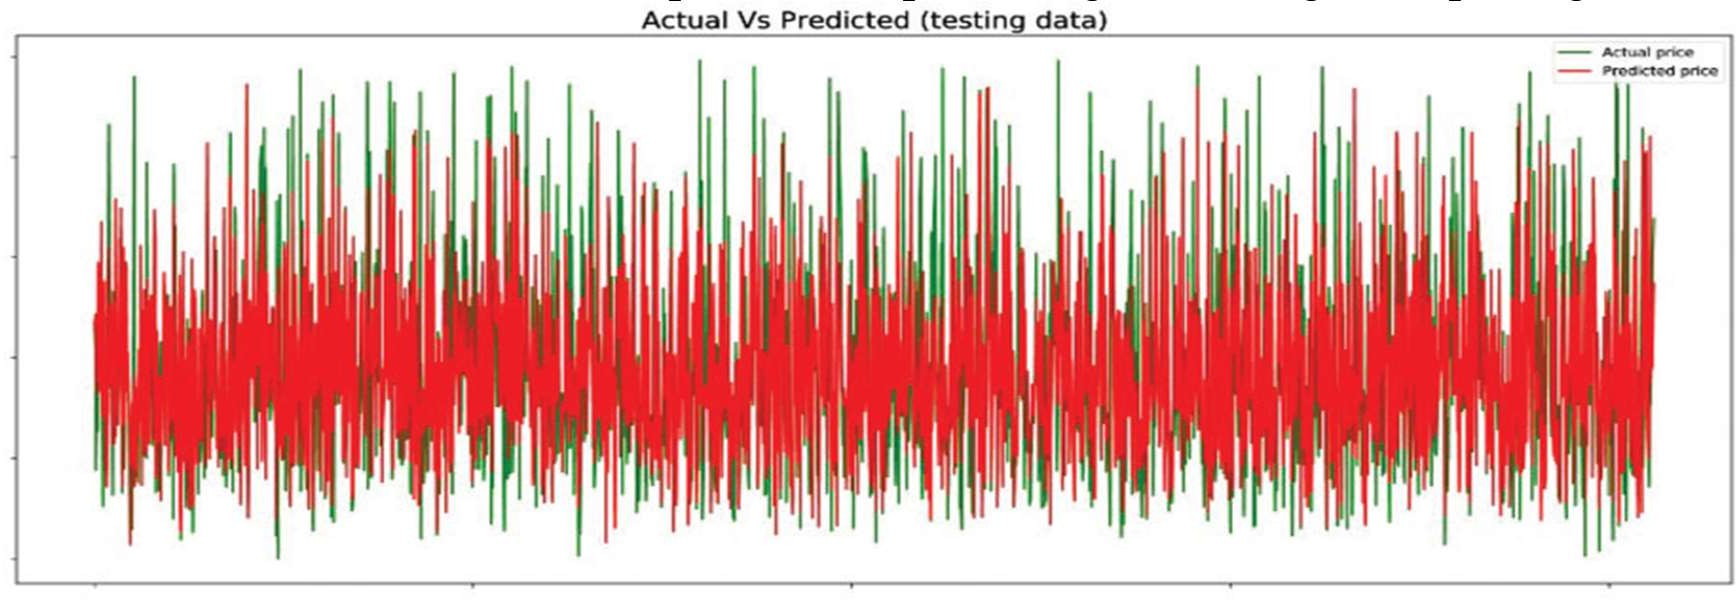 Actual Vs Predicted (testing data)
Actual price
Predicted price